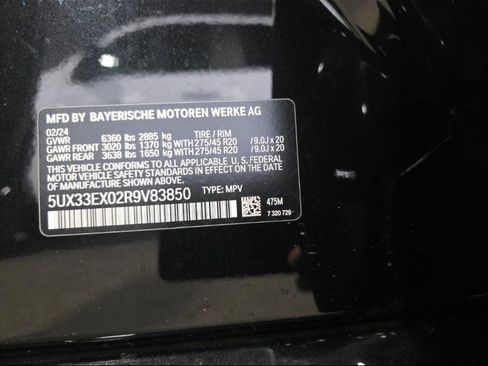 MFD BY BAYERISCHE MOTOREN WERKE AG
02/24
GVWR 6360 lbs 2885 kg TIRE / RIM
GAWR FRONT 3020 lbs 1370 kg WITH 275/45 R20 / 9.0J x 20
GAWR REAR 3638 lbs 1650 kg WITH 275/45 R20 / 9.0J x 20
THIS VEHICLE CONFORMS TO ALL APPLICABLE U.S. FEDERAL
MOTOR VEHICLE SAFETY STANDARDS IN EFFECT ON THE
DATE OF MANUFACTURE SHOWN ABOVE.
5UX33EX02R9V83850 TYPE: MPV
475M
7 320 729